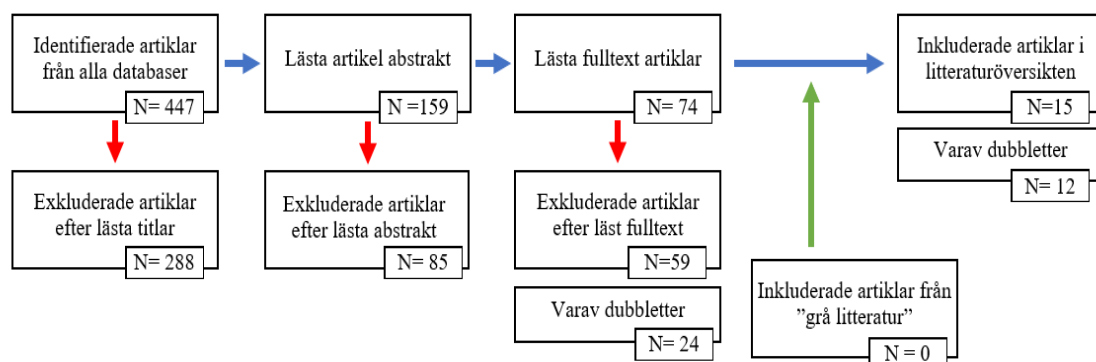 Identifierade artiklar
från alla databaser
N= 447
Lästa artikel abstrakt
N =159
Lästa fulltext artiklar
N= 74
Inkluderade artiklar i
litteraturöversikten
N=15
Varav dubbletter
N= 12
Exkluderade artiklar
efter lästa titlar
N= 288
Exkluderade artiklar
efter lästa abstrakt
N= 85
Exkluderade artiklar
efter läst fulltext
N=59
Varav dubbletter
N= 24
Inkluderade artiklar från
”grå litteratur”
N = 0